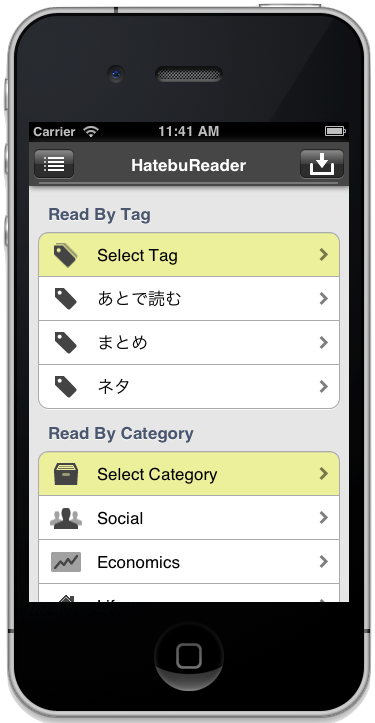 Carrier 11:41 AM
HatebuReader
Read By Tag
Select Tag
あとで読む
まとめ
ネタ
Read By Category
Select Category
Social
Economics